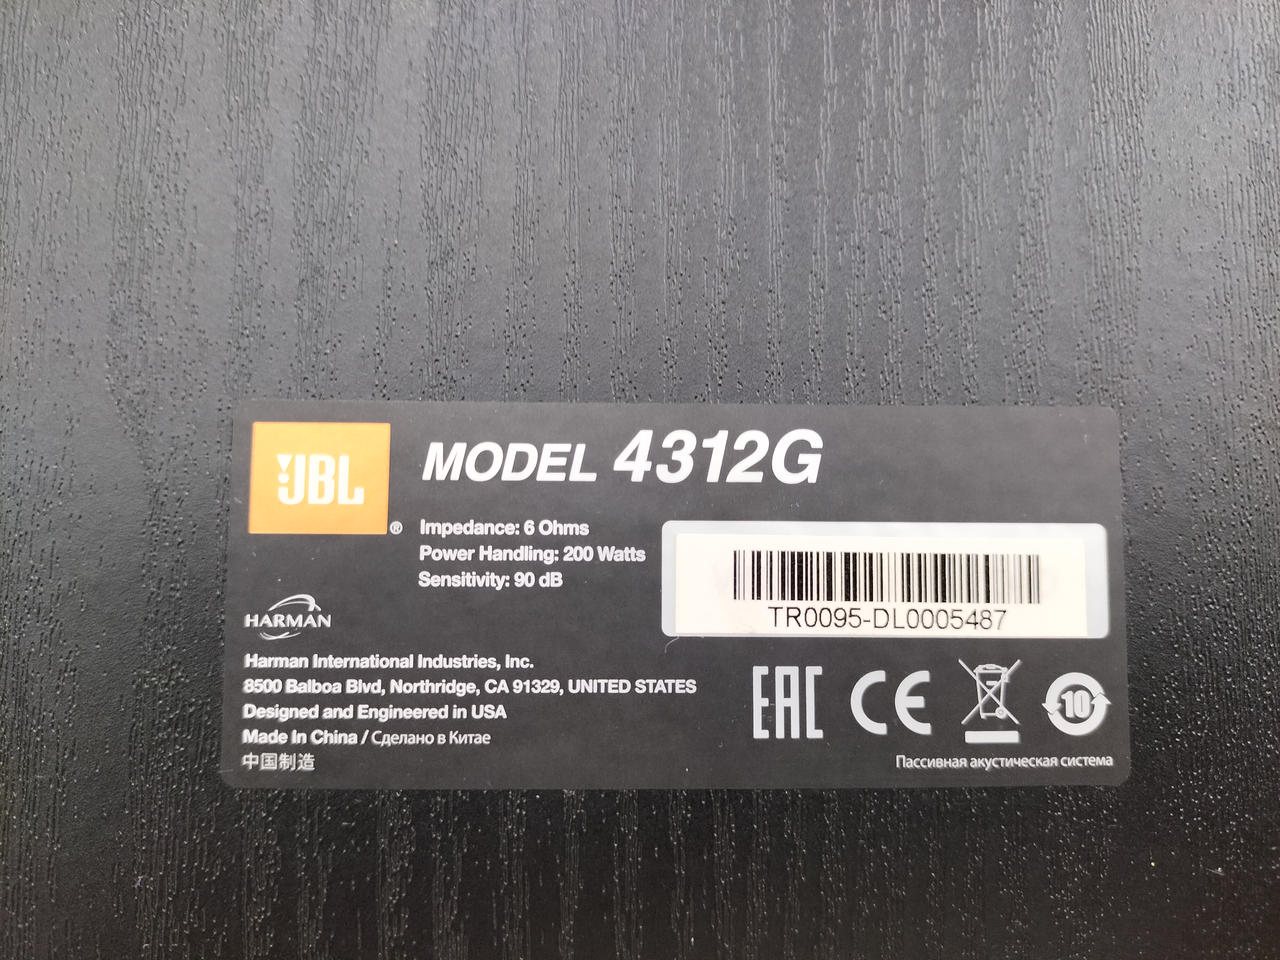 JBL
®
MODEL 4312G
Impedance: 6 Ohms
Power Handling: 200 Watts
Sensitivity: 90 dB
TR0095-DL0005487
HARMAN
Harman International Industries, Inc.
8500 Balboa Blvd, Northridge, CA 91329, UNITED STATES
Designed and Engineered in USA
Made In China / Сделано в Китае
中国制造
EAC CE 10
Пассивная акустическая система